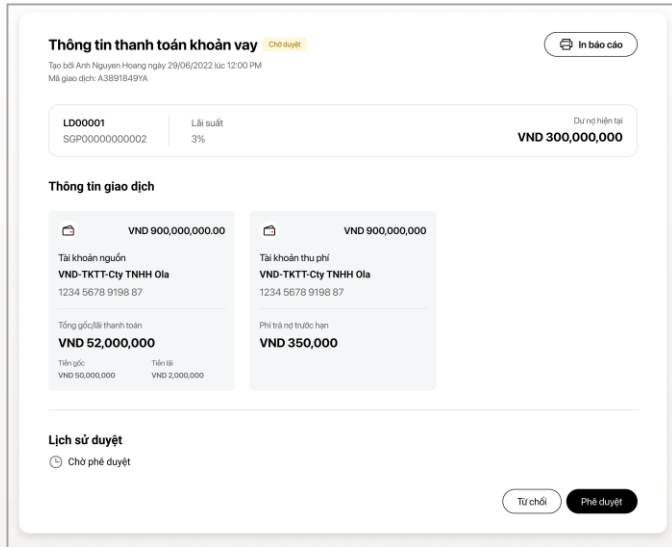 Thông tin thanh toán khoản vay Chờ duyệt
In báo cáo
Tạo bởi Anh Nguyen Hoang ngày 29/06/2022 lúc 12:00 PM
Mã giao dịch: A3891849YA
LD00001
SGP00000000002
Lãi suất
3%
Dư nợ hiện tại
VND 300,000,000
Thông tin giao dịch
VND 900,000,000.00
Tài khoản nguồn
VND-TKTT-Cty TNHH Ola
1234 5678 9198 87
Tổng gốc/lãi thanh toán
VND 52,000,000
Tiền gốc
VND 50,000,000
Tiền lãi
VND 2,000,000
VND 900,000,000
Tài khoản thu phí
VND-TKTT-Cty TNHH Ola
1234 5678 9198 87
Phí trả nợ trước hạn
VND 350,000
Lịch sử duyệt
Chờ phê duyệt
Từ chối
Phê duyệt